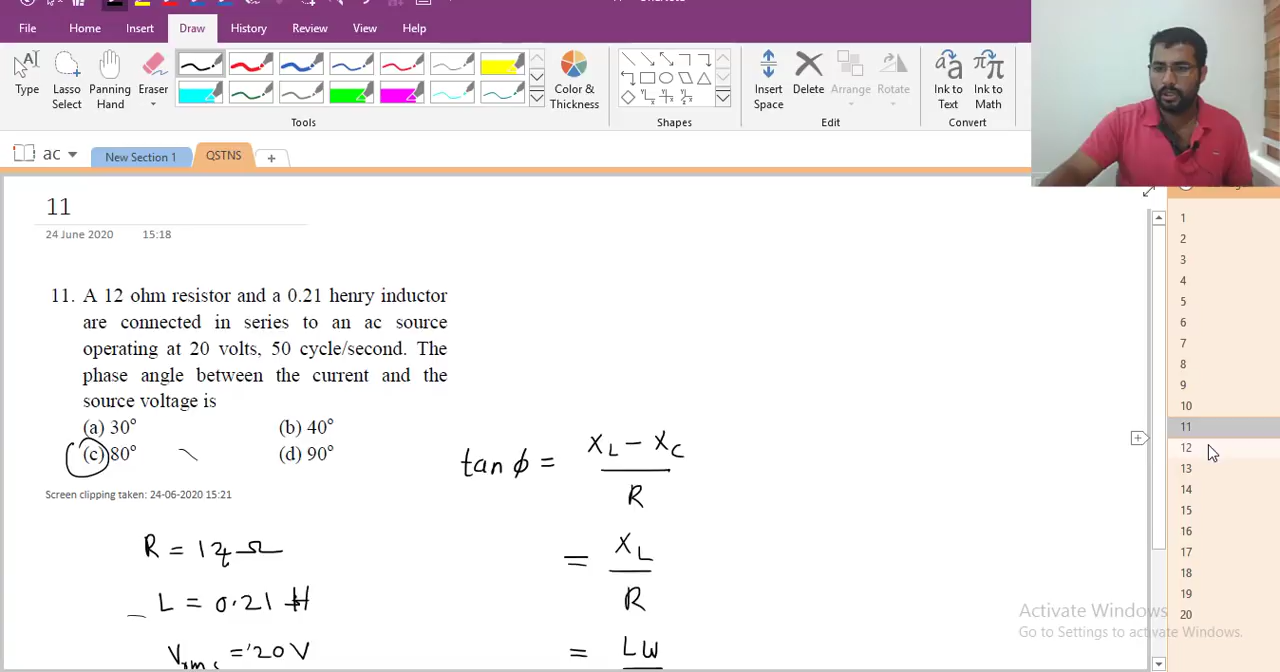 File Home Insert Draw History Review View Help
Type Lasso Select Panning Hand Eraser Color & Thickness Insert Space Delete Arrange Rotate Ink to Text Ink to Math
Tools Shapes Edit Convert
ac New Section 1 QSTNS
11
24 June 2020 15:18
11. A 12 ohm resistor and a 0.21 henry inductor
are connected in series to an ac source
operating at 20 volts, 50 cycle/second. The
phase angle between the current and the
source voltage is
(a) 30° (b) 40°
(c) 80° (d) 90°
Screen clipping taken: 24-06-2020 15:21
tan ϕ = X_L − X_C
R
R = 12 Ω
= X_L
R
L = 0.21 H
V_rms = 20 V
= Lω
1
2
3
4
5
6
7
8
9
10
11
12
13
14
15
16
17
18
19
20
Activate Windows
Go to Settings to activate Windows.